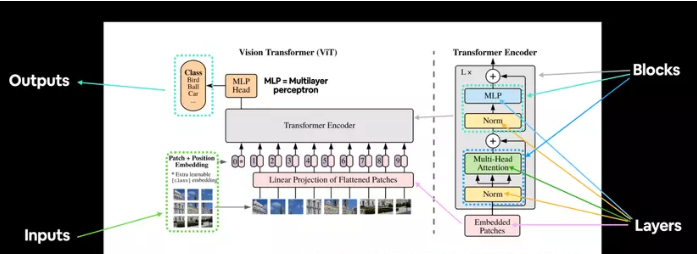 Vision Transformer (ViT)
Transformer Encoder
Outputs
Class
Bird
Ball
Car
...
MLP
Head
MLP = Multilayer
perceptron
Transformer Encoder
Patch + Position
Embedding
* Extra learnable
[class] embedding
0 * 1 2 3 4 5 6 7 8 9
Linear Projection of Flattened Patches
Inputs
L ×
+
MLP
Norm
+
Multi-Head
Attention
Norm
Embedded
Patches
Blocks
Layers